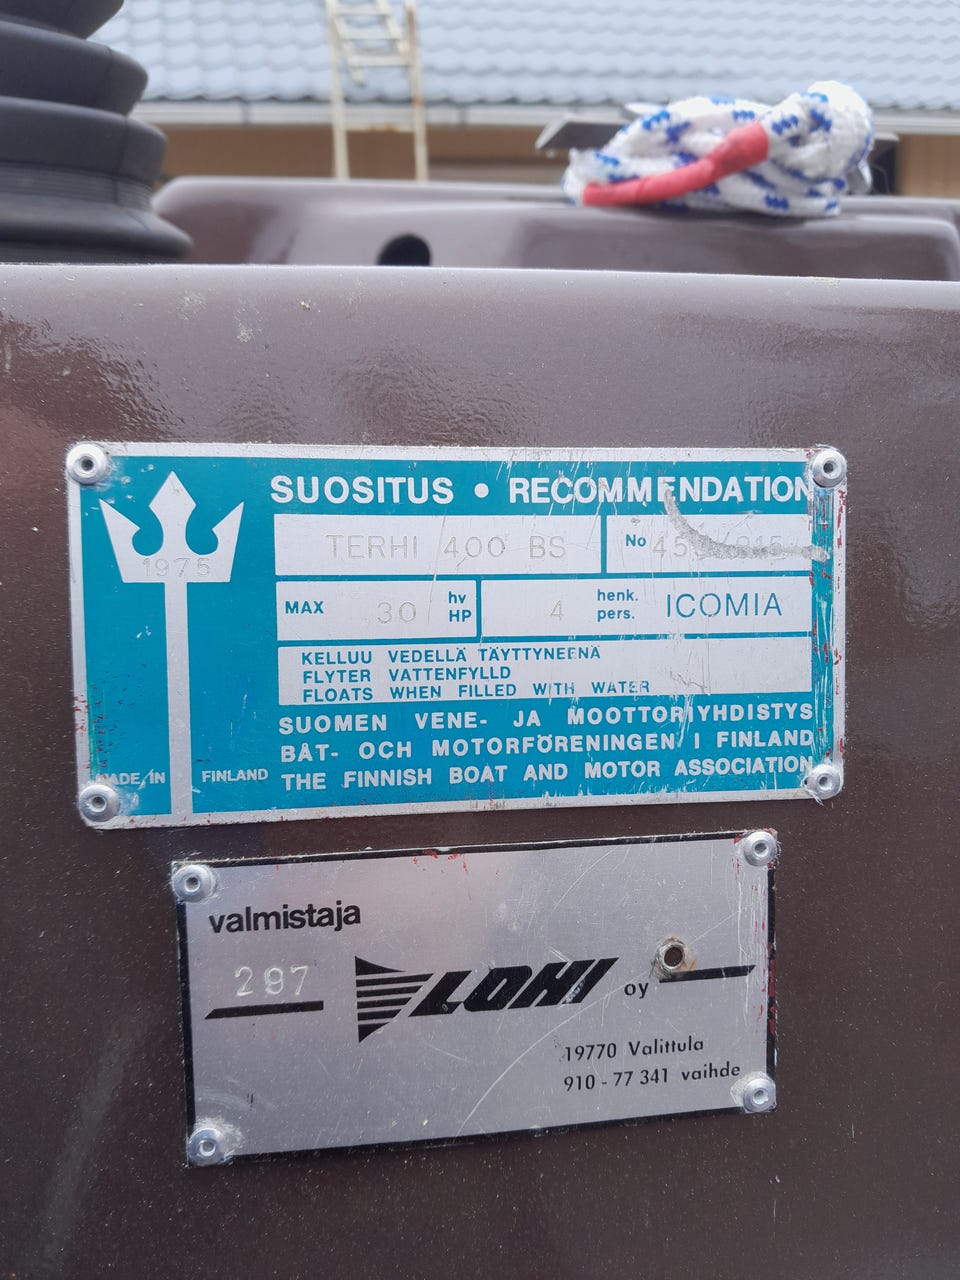 SUOSITUS • RECOMMENDATION
1975
TERHI 400 BS
No
MAX 30 hv HP
4 henk. pers. ICOMIA
KELLUU VEDELLÄ TÄYTTYNEENÄ
FLYTER VATTENFYLLD
FLOATS WHEN FILLED WITH WATER
SUOMEN VENE- JA MOOTTORIYHDISTYS
BÅT- OCH MOTORFÖRENINGEN I FINLAND
THE FINNISH BOAT AND MOTOR ASSOCIATION
MADE IN FINLAND
valmistaja
287 LOHI oy
19770 Valittula
910-77 341 vaihde